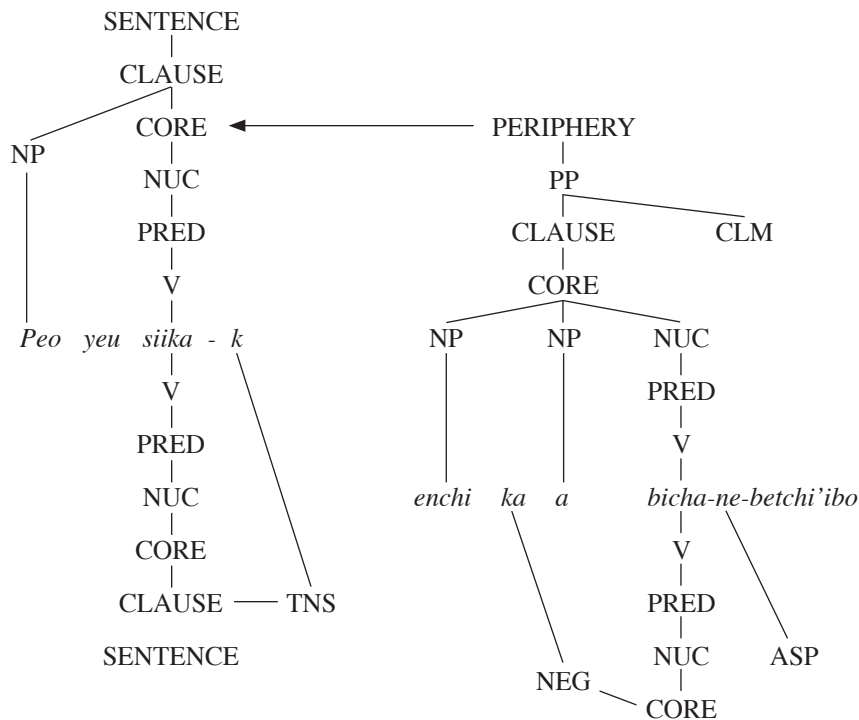 SENTENCE
CLAUSE
CORE PERIPHERY
NP
NUC PP
PRED CLAUSE CLM
V CORE
Peo yeu siika - k NP NP NUC
V PRED
PRED V
NUC enchi ka a bicha-ne-betchi’ibo
CORE V
CLAUSE TNS PRED
SENTENCE NUC ASP
NEG
CORE